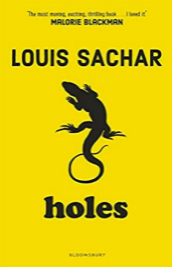 'The most moving, exciting, thrilling book ... I loved it'
MALORIE BLACKMAN
LOUIS SACHAR
holes
BLOOMSBURY